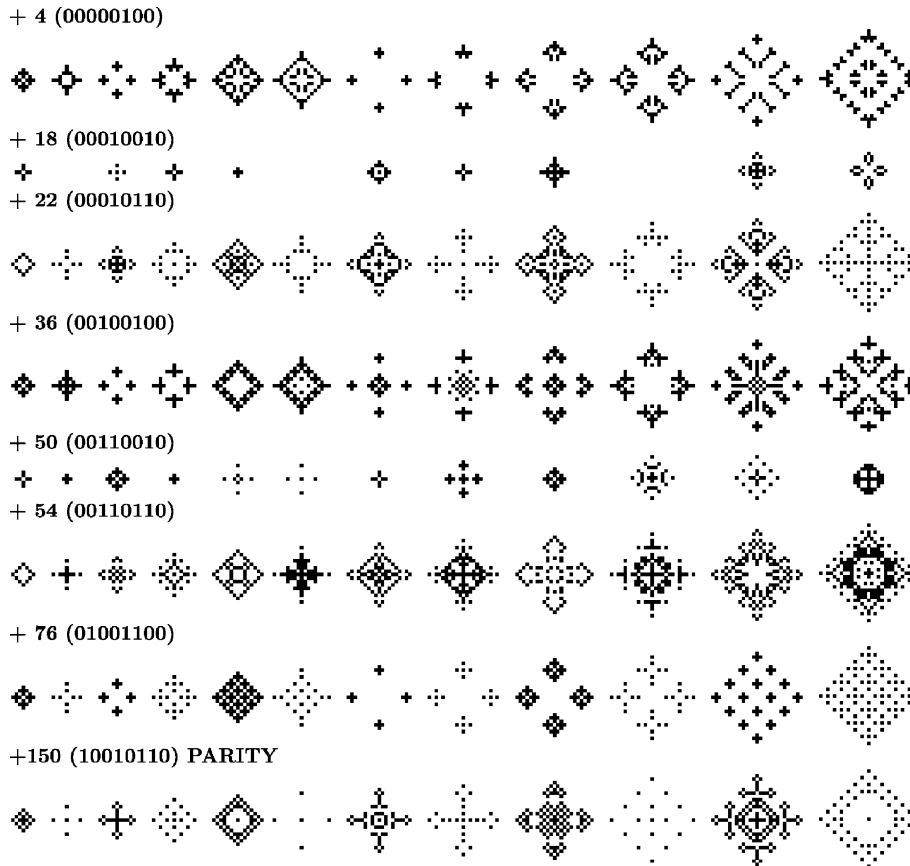 + 4 (00000100)
+ 18 (00010010)
+ 22 (00010110)
+ 36 (00100100)
+ 50 (00110010)
+ 54 (00110110)
+ 76 (01001100)
+150 (10010110) PARITY